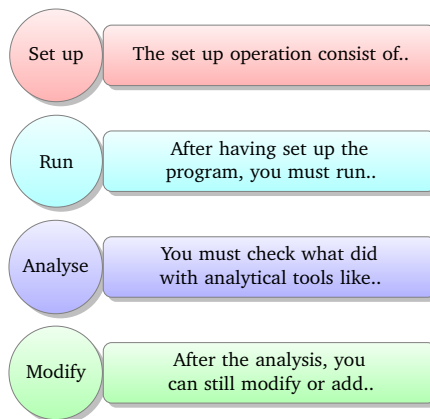 Set up
The set up operation consist of..
Run
After having set up the
program, you must run..
Analyse
You must check what did
with analytical tools like..
Modify
After the analysis, you
can still modify or add..